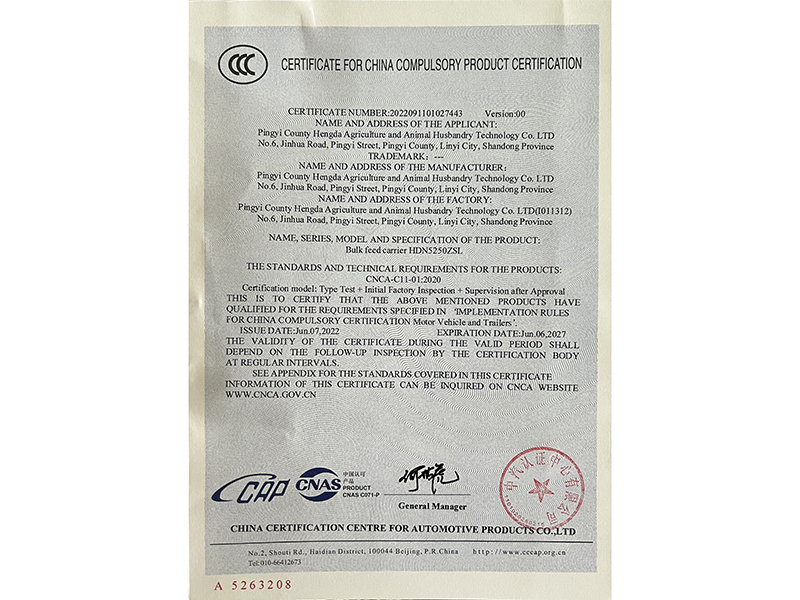 CCC
CERTIFICATE FOR CHINA COMPULSORY PRODUCT CERTIFICATION
CERTIFICATE NUMBER:2022091101027443 Version:00
NAME AND ADDRESS OF THE APPLICANT:
Pingyi County Hengda Agriculture and Animal Husbandry Technology Co. LTD
No.6, Jinhua Road, Pingyi Street, Pingyi County, Linyi City, Shandong Province
TRADEMARK: ---
NAME AND ADDRESS OF THE MANUFACTURER:
Pingyi County Hengda Agriculture and Animal Husbandry Technology Co. LTD
No.6, Jinhua Road, Pingyi Street, Pingyi County, Linyi City, Shandong Province
NAME AND ADDRESS OF THE FACTORY:
Pingyi County Hengda Agriculture and Animal Husbandry Technology Co. LTD(I011312)
No.6, Jinhua Road, Pingyi Street, Pingyi County, Linyi City, Shandong Province
NAME, SERIES, MODEL AND SPECIFICATION OF THE PRODUCT:
Bulk feed carrier HDN5250ZSL
THE STANDARDS AND TECHNICAL REQUIREMENTS FOR THE PRODUCTS:
CNCA-C11-01:2020
Certification model: Type Test + Initial Factory Inspection + Supervision after Approval
THIS IS TO CERTIFY THAT THE ABOVE MENTIONED PRODUCTS HAVE
QUALIFIED FOR THE REQUIREMENTS SPECIFIED IN 'IMPLEMENTATION RULES
FOR CHINA COMPULSORY CERTIFICATION Motor Vehicle and Trailers'.
ISSUE DATE:Jun.07,2022 EXPIRATION DATE:Jun.06,2027
THE VALIDITY OF THE CERTIFICATE DURING THE VALID PERIOD SHALL
DEPEND ON THE FOLLOW-UP INSPECTION BY THE CERTIFICATION BODY
AT REGULAR INTERVALS.
SEE APPENDIX FOR THE STANDARDS COVERED IN THIS CERTIFICATE
INFORMATION OF THIS CERTIFICATE CAN BE INQUIRED ON CNCA WEBSITE
WWW.CNCA.GOV.CN
CCAP
CNAS
中国认可
产品
PRODUCT
CNAS C071-P
General Manager
中汽认证中心有限公司
CHINA CERTIFICATION CENTRE FOR AUTOMOTIVE PRODUCTS CO.,LTD
No.2, Shouti Rd., Haidian District, 100044 Beijing, P.R.China http://www.cccap.org.cn
Tel: 010-66412673
A 5263208